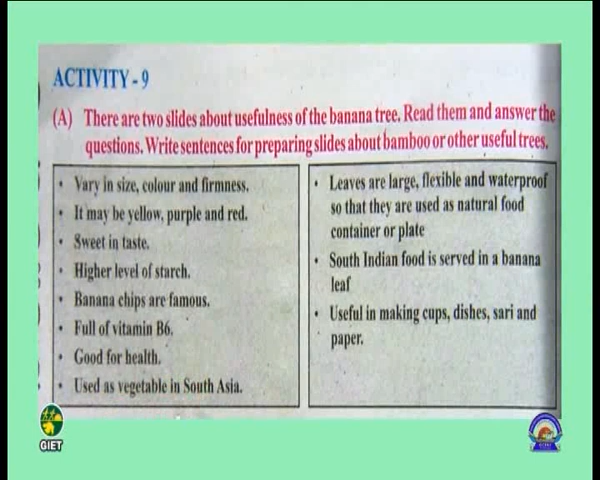 ACTIVITY - 9
(A) There are two slides about usefulness of the banana tree. Read them and answer the
questions. Write sentences for preparing slides about bamboo or other useful trees.
• Vary in size, colour and firmness.
• It may be yellow, purple and red.
• Sweet in taste.
• Higher level of starch.
• Banana chips are famous.
• Full of vitamin B6.
• Good for health.
• Used as vegetable in South Asia.
• Leaves are large, flexible and waterproof
so that they are used as natural food
container or plate
• South Indian food is served in a banana
leaf
• Useful in making cups, dishes, sari and
paper.
GIET